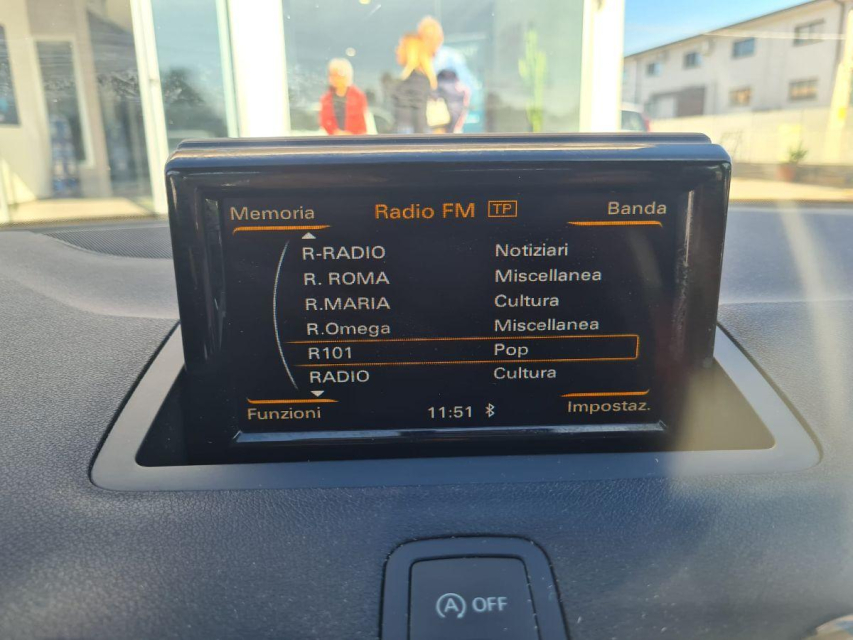 Memoria Radio FM TP Banda
R-RADIO Notiziari
R. ROMA Miscellanea
R.MARIA Cultura
R.Omega Miscellanea
R101 Pop
RADIO Cultura
Funzioni 11:51 Impostaz.
A OFF